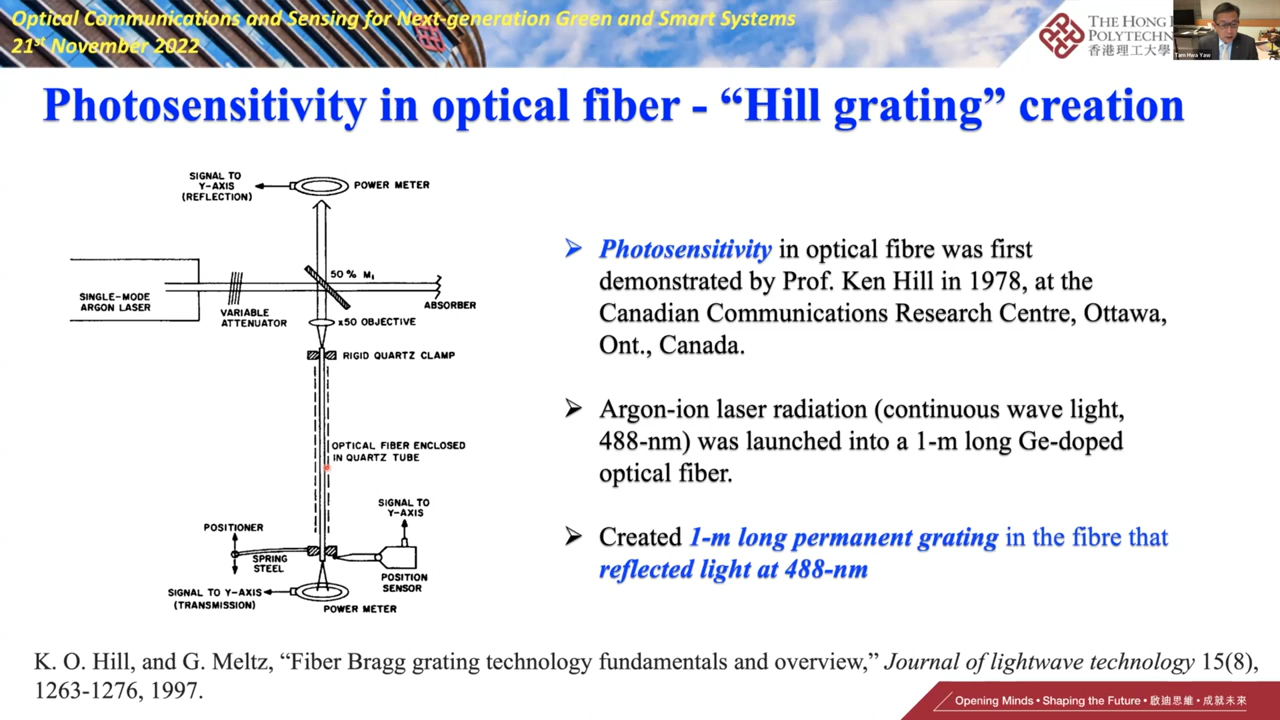 Optical Communications and Sensing for Next-generation Green and Smart Systems
21st November 2022
THE HONG
POLYTECHN
香港理工大學
Tam Hwa Yaw
Photosensitivity in optical fiber - “Hill grating” creation
SIGNAL TO
Y-AXIS
(REFLECTION)
POWER METER
50 % M1
SINGLE-MODE
ARGON LASER
VARIABLE
ATTENUATOR
ABSORBER
x50 OBJECTIVE
RIGID QUARTZ CLAMP
OPTICAL FIBER ENCLOSED
IN QUARTZ TUBE
SIGNAL TO
Y-AXIS
POSITIONER
SPRING
STEEL
POSITION
SENSOR
SIGNAL TO Y-AXIS
(TRANSMISSION)
POWER METER
➤ Photosensitivity in optical fibre was first
demonstrated by Prof. Ken Hill in 1978, at the
Canadian Communications Research Centre, Ottawa,
Ont., Canada.
➤ Argon-ion laser radiation (continuous wave light,
488-nm) was launched into a 1-m long Ge-doped
optical fiber.
➤ Created 1-m long permanent grating in the fibre that
reflected light at 488-nm
K. O. Hill, and G. Meltz, “Fiber Bragg grating technology fundamentals and overview,” Journal of lightwave technology 15(8),
1263-1276, 1997.
Opening Minds • Shaping the Future • 啟迪思維 • 成就未來